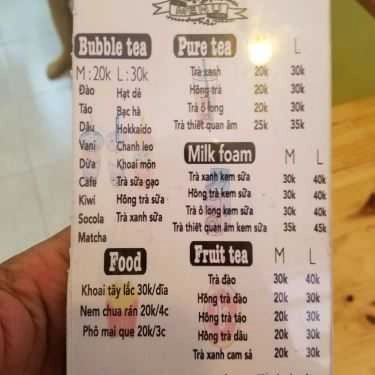 MENU
Bubble tea
M : 20k L : 30k
Đào Hạt dẻ
Táo Bạc hà
Dâu Hokkaido
Vani Chanh leo
Dừa Khoai môn
Cafe Trà sữa gạo
Kiwi Hồng trà sữa
Socola Trà xanh sữa
Matcha
Food
Khoai tây lắc 30k/đĩa
Nem chua rán 20k/4c
Phô mai que 20k/3c
Pure tea L
Trà xanh 20k 30k
Hồng trà 20k 30k
Trà ô long 20k 30k
Trà thiết quan âm 25k 35k
Milk foam M L
Trà xanh kem sữa 30k 40k
Hồng trà kem sữa 30k 40k
Trà ô long kem sữa 30k 40k
Trà thiết quan âm kem sữa 35k 45k
Fruit tea M L
Trà đào 30k 40k
Hồng trà đào 20k 30k
Hồng trà táo 20k 30k
Hồng trà dâu 20k 30k
Trà xanh cam sả 20k 30k